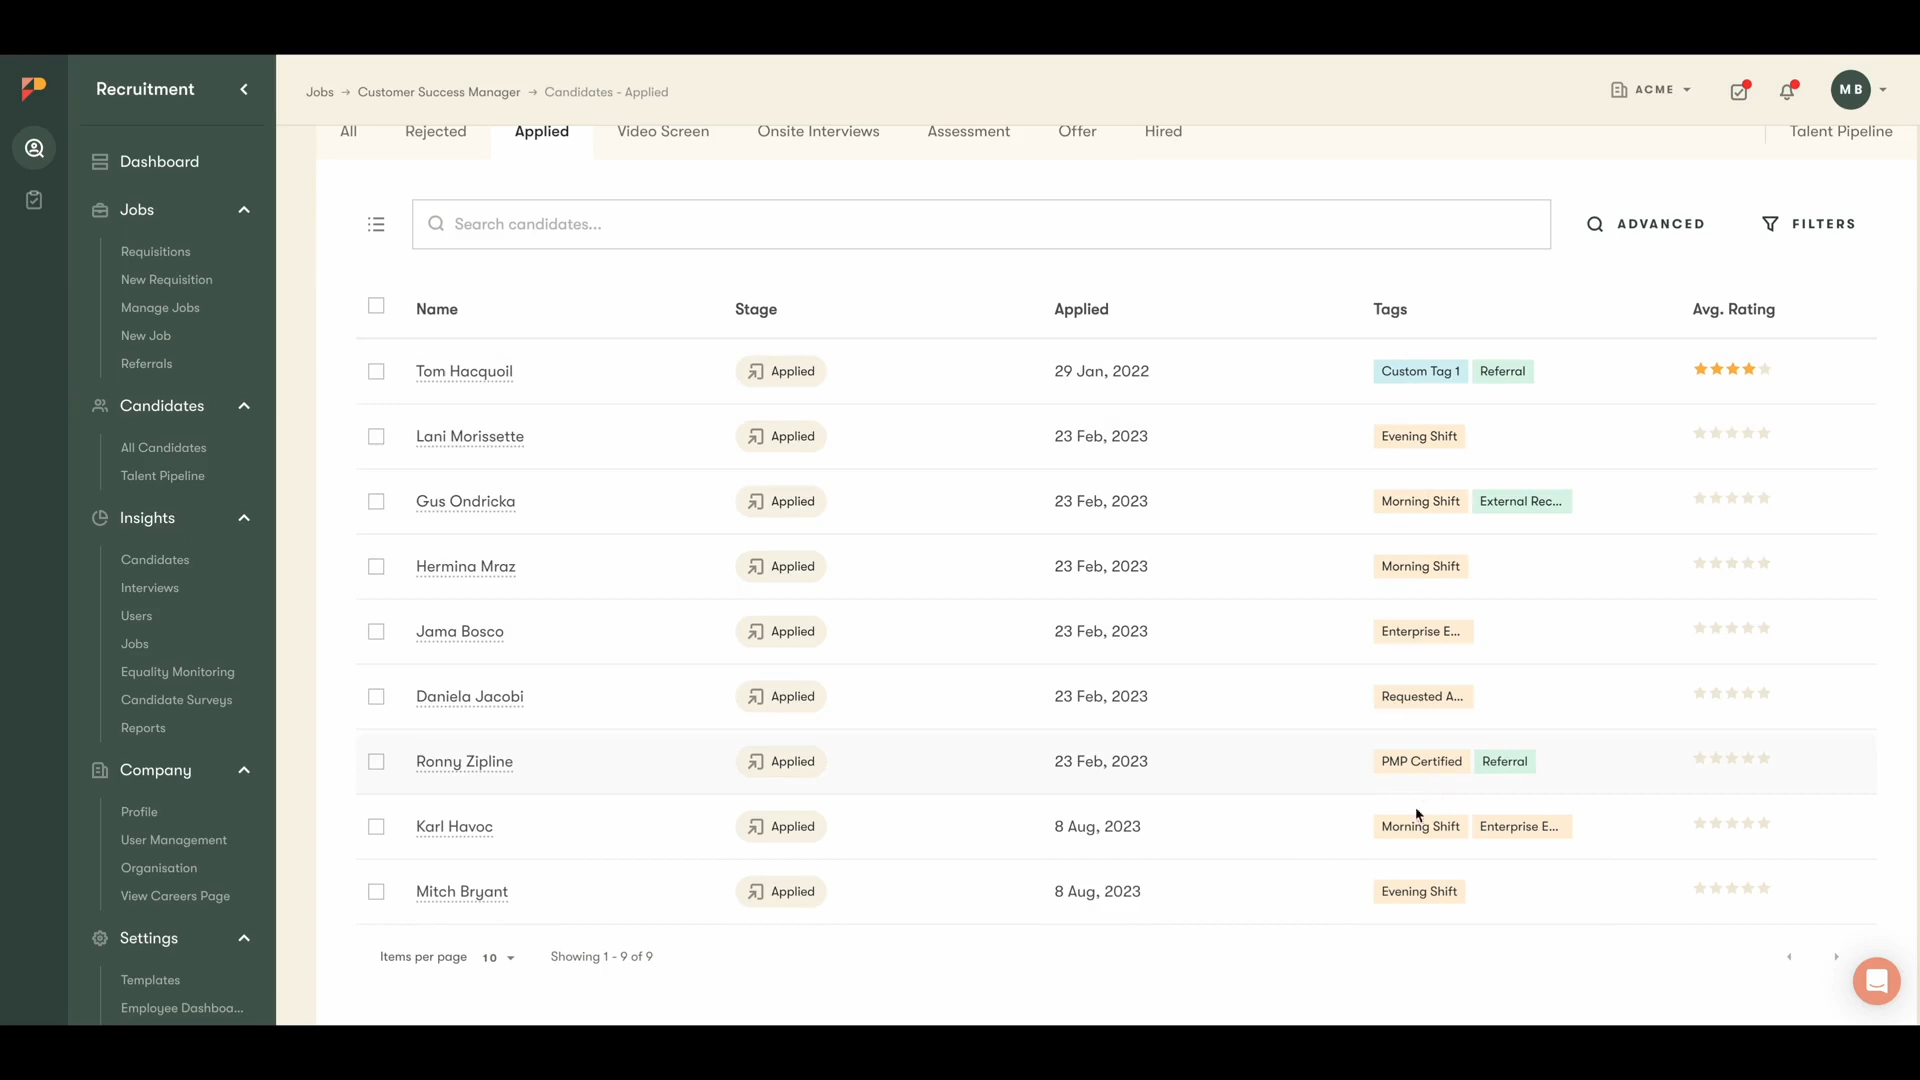 Recruitment
Jobs → Customer Success Manager → Candidates - Applied
ACME
MB
All
Rejected
Applied
Video Screen
Onsite Interviews
Assessment
Offer
Hired
Talent Pipeline
Dashboard
Jobs
Requisitions
New Requisition
Manage Jobs
New Job
Referrals
Candidates
All Candidates
Talent Pipeline
Insights
Candidates
Interviews
Users
Jobs
Equality Monitoring
Candidate Surveys
Reports
Company
Profile
User Management
Organisation
View Careers Page
Settings
Templates
Employee Dashboa...
Search candidates...
ADVANCED
FILTERS
Name Stage Applied Tags Avg. Rating
Tom Hacquoil Applied 29 Jan, 2022 Custom Tag 1 Referral
Lani Morissette Applied 23 Feb, 2023 Evening Shift
Gus Ondricka Applied 23 Feb, 2023 Morning Shift External Rec...
Hermina Mraz Applied 23 Feb, 2023 Morning Shift
Jama Bosco Applied 23 Feb, 2023 Enterprise E...
Daniela Jacobi Applied 23 Feb, 2023 Requested A...
Ronny Zipline Applied 23 Feb, 2023 PMP Certified Referral
Karl Havoc Applied 8 Aug, 2023 Morning Shift Enterprise E...
Mitch Bryant Applied 8 Aug, 2023 Evening Shift
Items per page 10 Showing 1 - 9 of 9